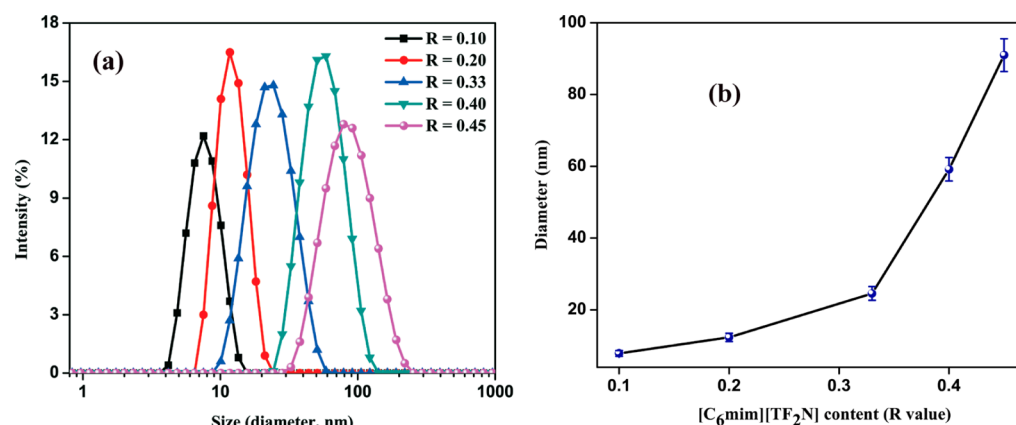 18
15
12
9
6
3
0
Intensity (%)
(a)
R = 0.10
R = 0.20
R = 0.33
R = 0.40
R = 0.45
1
10
100
1000
Size (diameter, nm)
100
80
60
40
20
Diameter (nm)
(b)
0.1
0.2
0.3
0.4
[C6mim][TF2N] content (R value)